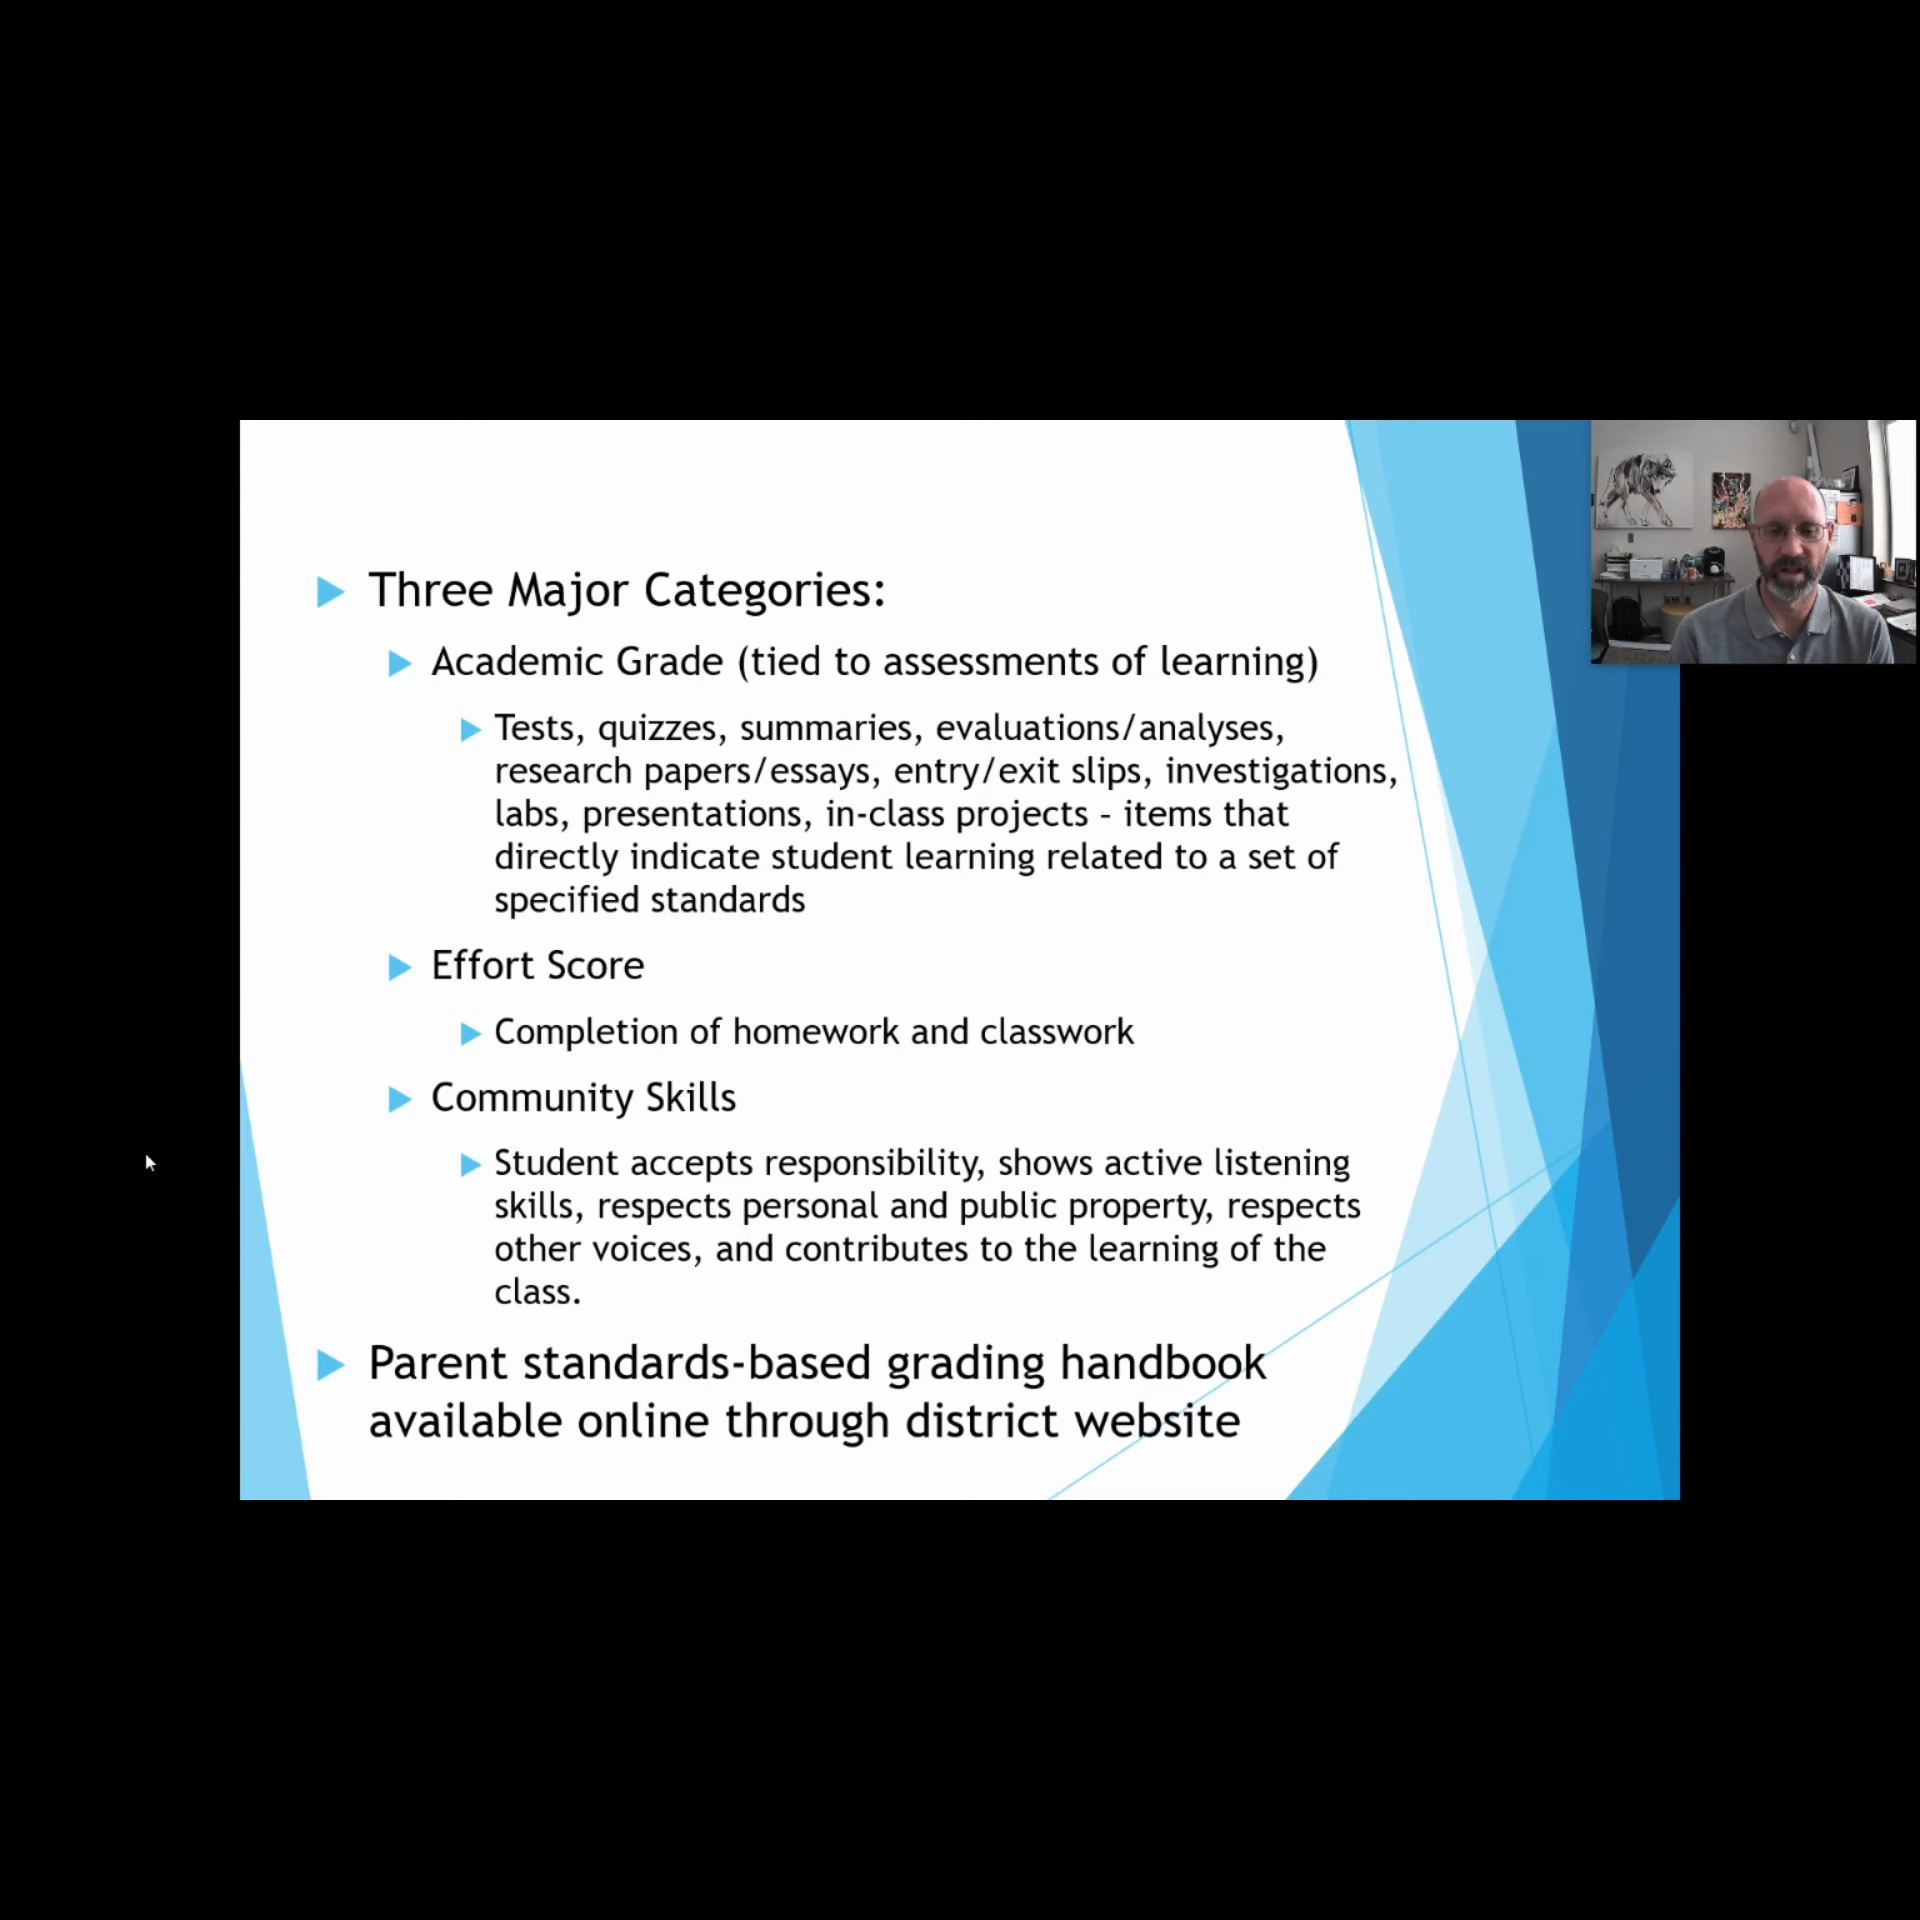 Three Major Categories:
Academic Grade (tied to assessments of learning)
Tests, quizzes, summaries, evaluations/analyses,
research papers/essays, entry/exit slips, investigations,
labs, presentations, in-class projects – items that
directly indicate student learning related to a set of
specified standards
Effort Score
Completion of homework and classwork
Community Skills
Student accepts responsibility, shows active listening
skills, respects personal and public property, respects
other voices, and contributes to the learning of the
class.
Parent standards-based grading handbook
available online through district website